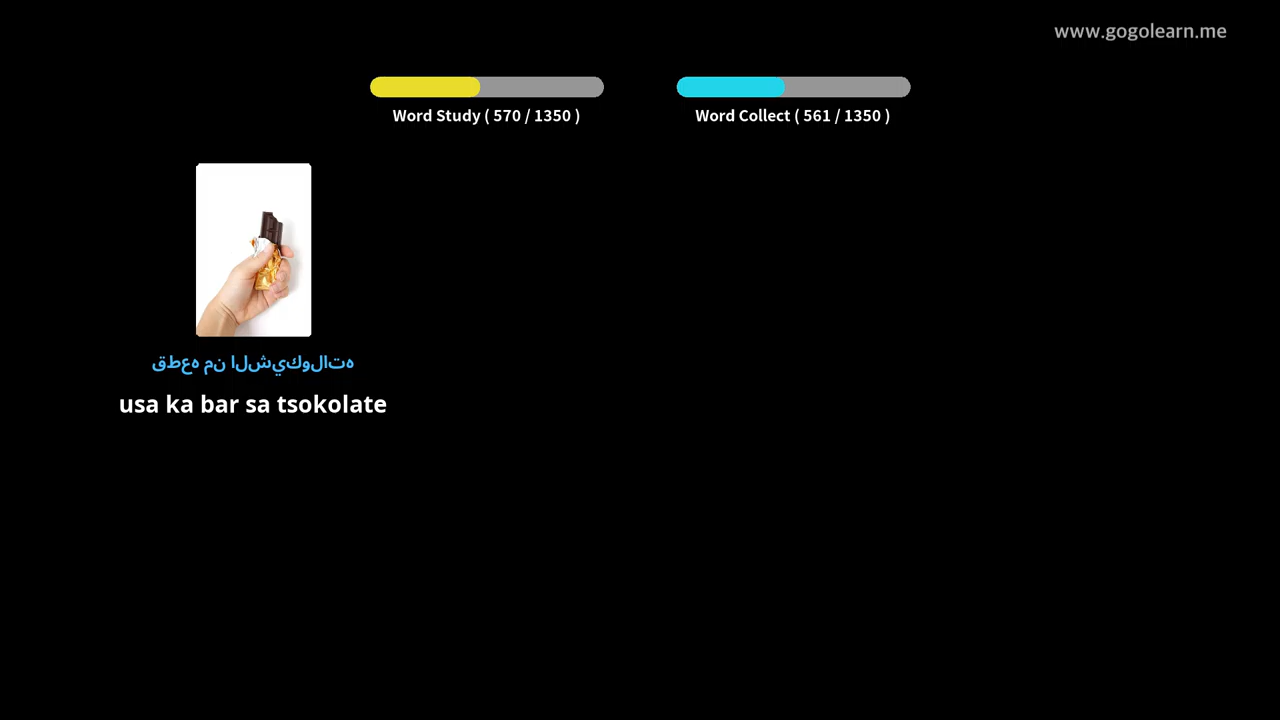 www.gogolearn.me
Word Study ( 570 / 1350 )
Word Collect ( 561 / 1350 )
قطعه من الشيكولاته
usa ka bar sa tsokolate